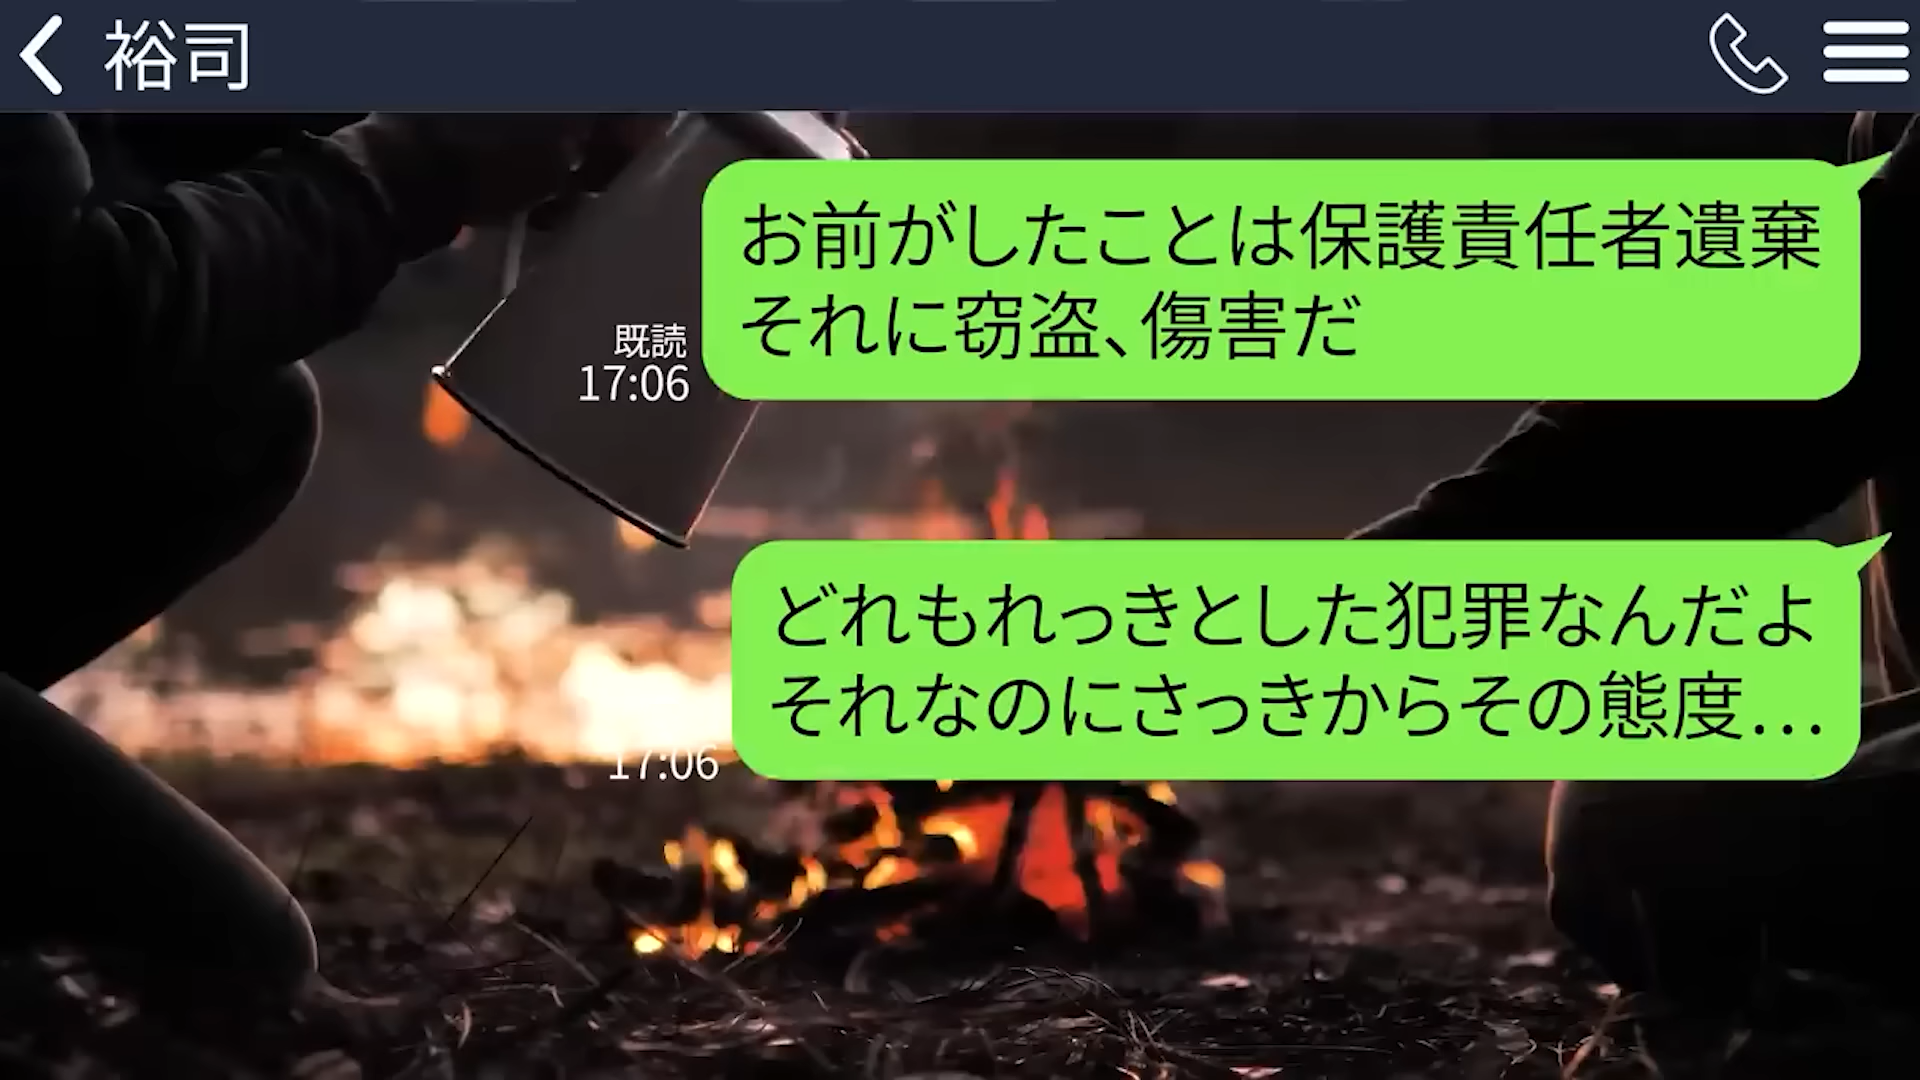 裕司
お前がしたことは保護責任者遺棄
それに窃盗、傷害だ
既読
17:06
どれもれっきとした犯罪なんだよ
それなのにさっきからその態度...
17:06